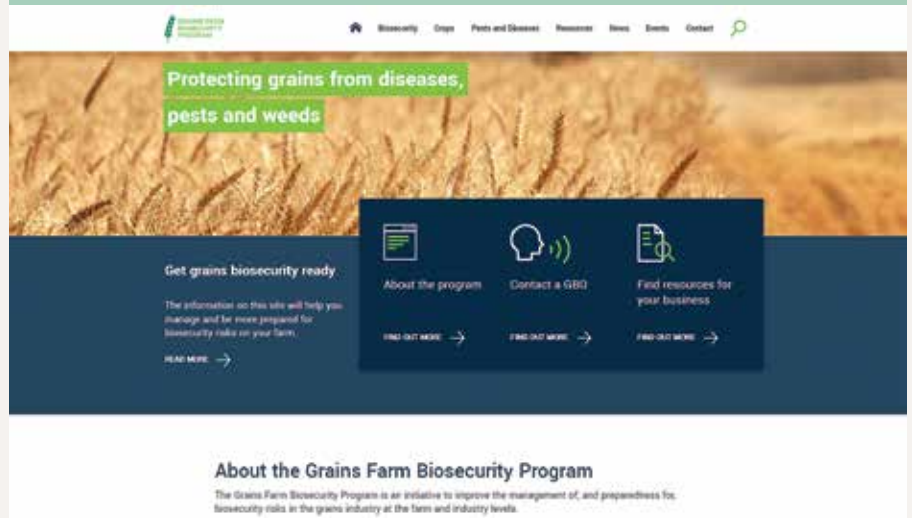 GRAINS FARM
BIOSECURITY
PROGRAM
Biosecurity Crops Pests and Diseases Resources News Events Contact
Protecting grains from diseases,
pests and weeds
Get grains biosecurity ready
The information on this site will help you
manage and be more prepared for
biosecurity risks on your farm.
READ MORE
About the program
FIND OUT MORE
Contact a GBO
FIND OUT MORE
Find resources for
your business
FIND OUT MORE
About the Grains Farm Biosecurity Program
The Grains Farm Biosecurity Program is an initiative to improve the management of, and preparedness for,
biosecurity risks in the grains industry at the farm and industry levels.